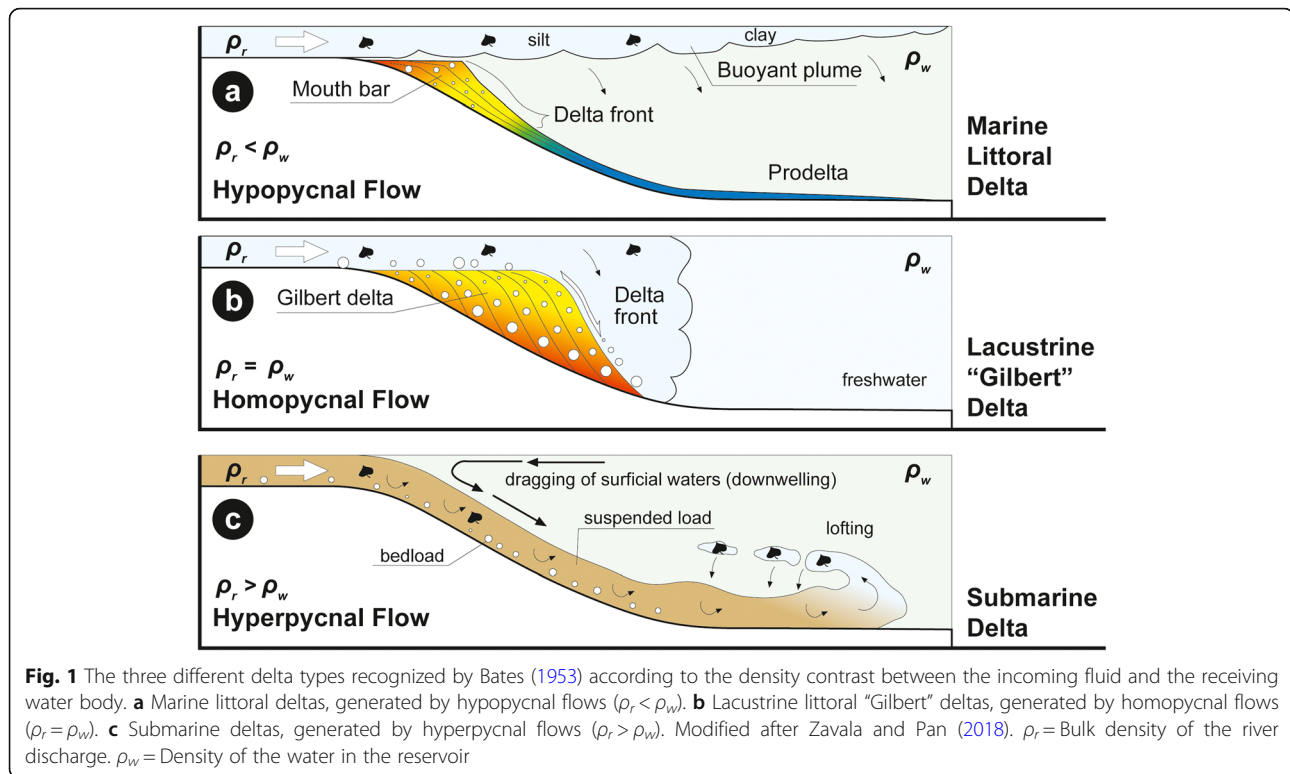 ρr
silt
clay
ρw
Buoyant plume
Mouth bar
a
Delta front
ρr < ρw
Hypopycnal Flow
Prodelta
Marine
Littoral
Delta
ρr
ρw
Gilbert delta
b
Delta
front
ρr = ρw
Homopycnal Flow
freshwater
Lacustrine
“Gilbert”
Delta
ρr
ρw
dragging of surficial waters (downwelling)
c
suspended load
lofting
bedload
ρr > ρw
Hyperpycnal Flow
Submarine
Delta
Fig. 1 The three different delta types recognized by Bates (1953) according to the density contrast between the incoming fluid and the receiving
water body. a Marine littoral deltas, generated by hypopycnal flows (ρr < ρw). b Lacustrine littoral “Gilbert” deltas, generated by homopycnal flows
(ρr = ρw). c Submarine deltas, generated by hyperpycnal flows (ρr > ρw). Modified after Zavala and Pan (2018). ρr = Bulk density of the river
discharge. ρw = Density of the water in the reservoir